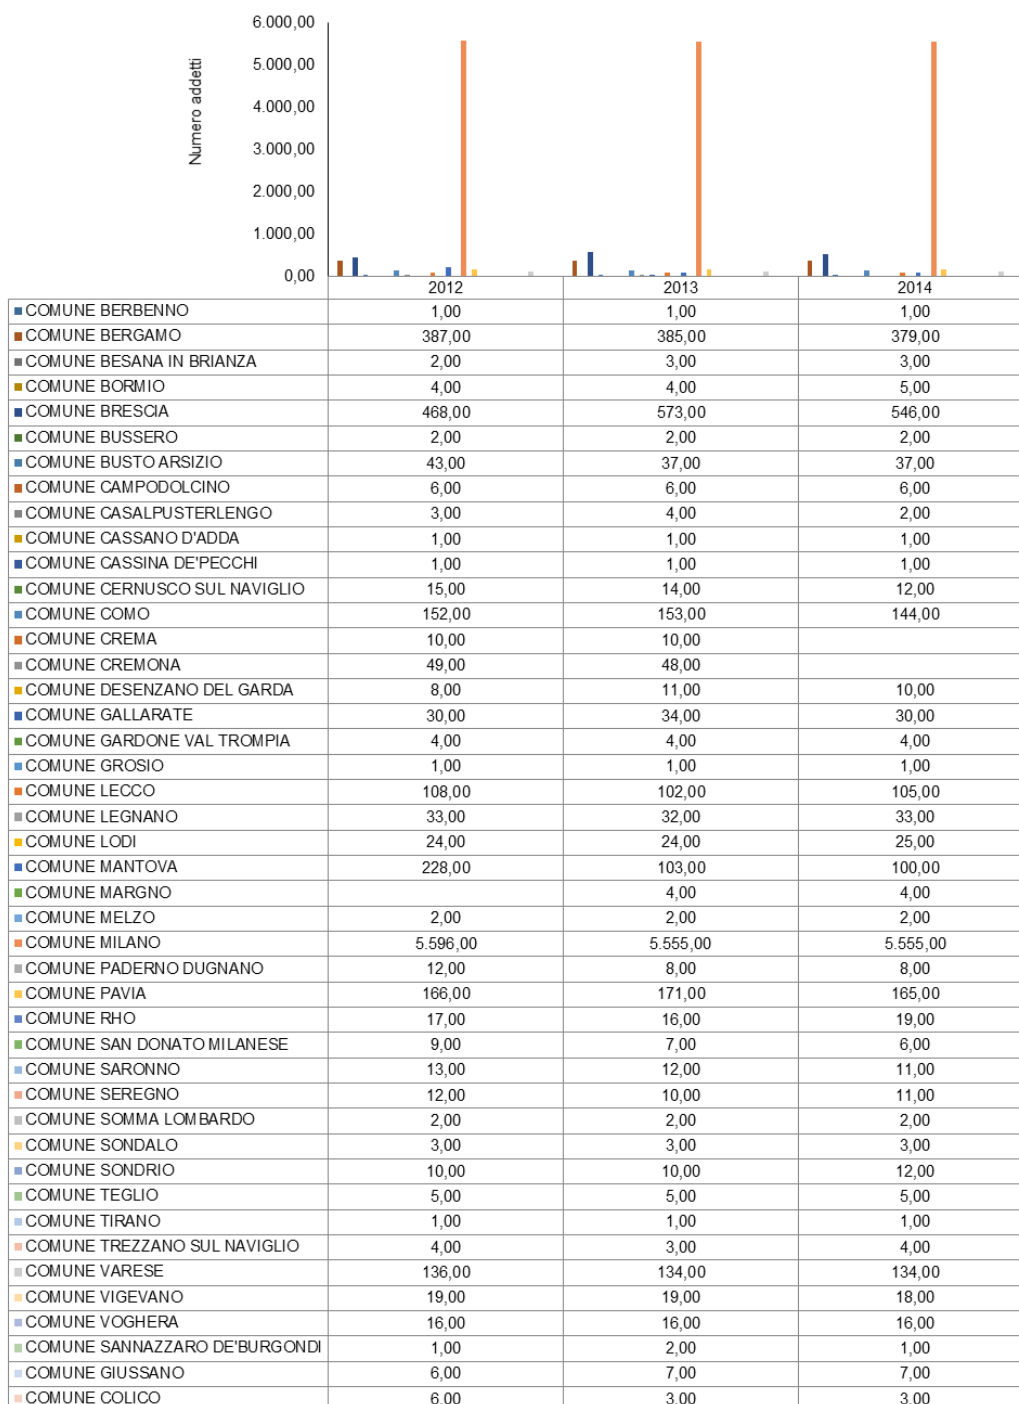 6.000,00
5.000,00
4.000,00
3.000,00
2.000,00
1.000,00
0,00
Numero addetti
2012 2013 2014
COMUNE BERBENNO 1,00 1,00 1,00
COMUNE BERGAMO 387,00 385,00 379,00
COMUNE BESANA IN BRIANZA 2,00 3,00 3,00
COMUNE BORMIO 4,00 4,00 5,00
COMUNE BRESCIA 468,00 573,00 546,00
COMUNE BUSSERO 2,00 2,00 2,00
COMUNE BUSTO ARSIZIO 43,00 37,00 37,00
COMUNE CAMPODOLCINO 6,00 6,00 6,00
COMUNE CASALPUSTERLENGO 3,00 4,00 2,00
COMUNE CASSANO D'ADDA 1,00 1,00 1,00
COMUNE CASSINA DE'PECCHI 1,00 1,00 1,00
COMUNE CERNUSCO SUL NAVIGLIO 15,00 14,00 12,00
COMUNE COMO 152,00 153,00 144,00
COMUNE CREMA 10,00 10,00
COMUNE CREMONA 49,00 48,00
COMUNE DESENZANO DEL GARDA 8,00 11,00 10,00
COMUNE GALLARATE 30,00 34,00 30,00
COMUNE GARDONE VAL TROMPIA 4,00 4,00 4,00
COMUNE GROSIO 1,00 1,00 1,00
COMUNE LECCO 108,00 102,00 105,00
COMUNE LEGNANO 33,00 32,00 33,00
COMUNE LODI 24,00 24,00 25,00
COMUNE MANTOVA 228,00 103,00 100,00
COMUNE MARGNO 4,00 4,00
COMUNE MELZO 2,00 2,00 2,00
COMUNE MILANO 5.596,00 5.555,00 5.555,00
COMUNE PADERNO DUGNANO 12,00 8,00 8,00
COMUNE PAVIA 166,00 171,00 165,00
COMUNE RHO 17,00 16,00 19,00
COMUNE SAN DONATO MILANESE 9,00 7,00 6,00
COMUNE SARONNO 13,00 12,00 11,00
COMUNE SEREGNO 12,00 10,00 11,00
COMUNE SOMMA LOMBARDO 2,00 2,00 2,00
COMUNE SONDALO 3,00 3,00 3,00
COMUNE SONDRIO 10,00 10,00 12,00
COMUNE TEGLIO 5,00 5,00 5,00
COMUNE TIRANO 1,00 1,00 1,00
COMUNE TREZZANO SUL NAVIGLIO 4,00 3,00 4,00
COMUNE VARESE 136,00 134,00 134,00
COMUNE VIGEVANO 19,00 19,00 18,00
COMUNE VOGHERA 16,00 16,00 16,00
COMUNE SANNAZZARO DE'BURGONDI 1,00 2,00 1,00
COMUNE GIUSSANO 6,00 7,00 7,00
COMUNE COLICO 6,00 3,00 3,00